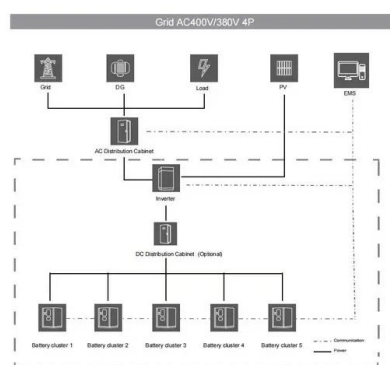 Grid AC400V/380V 4P
Grid
DG
Load
PV
EMS
AC Distribution Cabinet
Inverter
DC Distribution Cabinet (Optional)
Battery cluster 1
Battery cluster 2
Battery cluster 3
Battery cluster 4
Battery cluster 5
Communication
Power